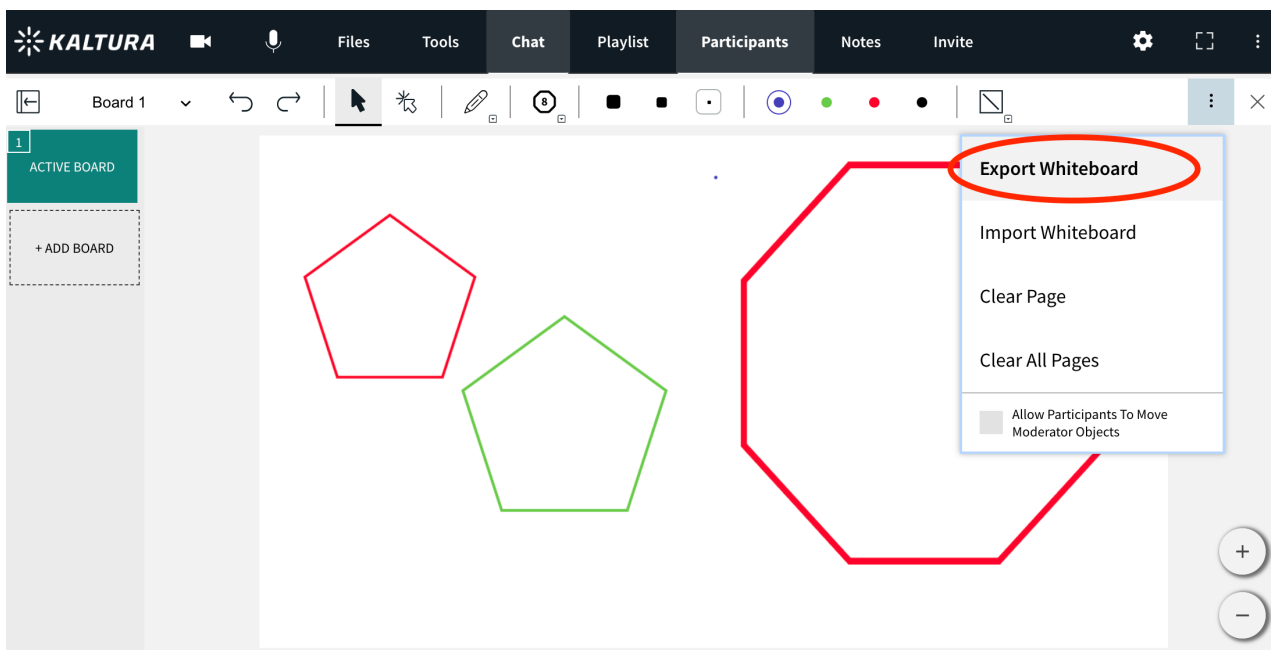 KALTURA
Files Tools Chat Playlist Participants Notes Invite
Board 1
8
1
ACTIVE BOARD
+ ADD BOARD
Export Whiteboard
Import Whiteboard
Clear Page
Clear All Pages
Allow Participants To Move
Moderator Objects